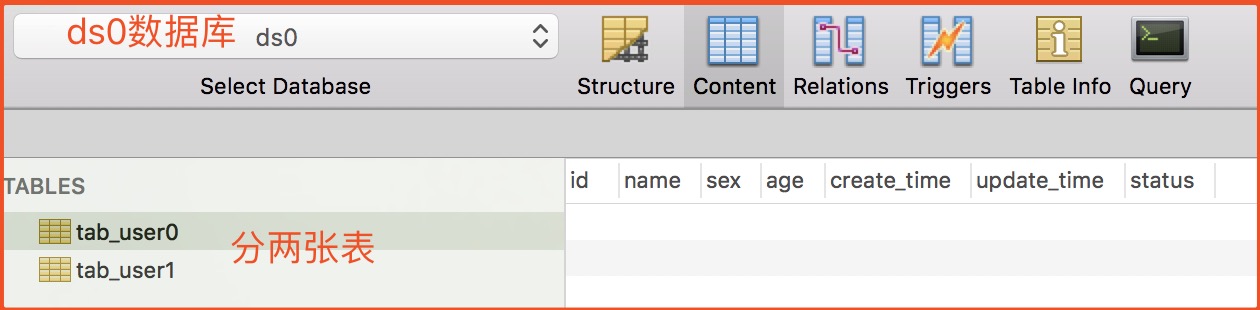 ds0数据库 ds0
Select Database
Structure Content Relations Triggers Table Info Query
TABLES
tab_user0
tab_user1
分两张表
id name sex age create_time update_time status